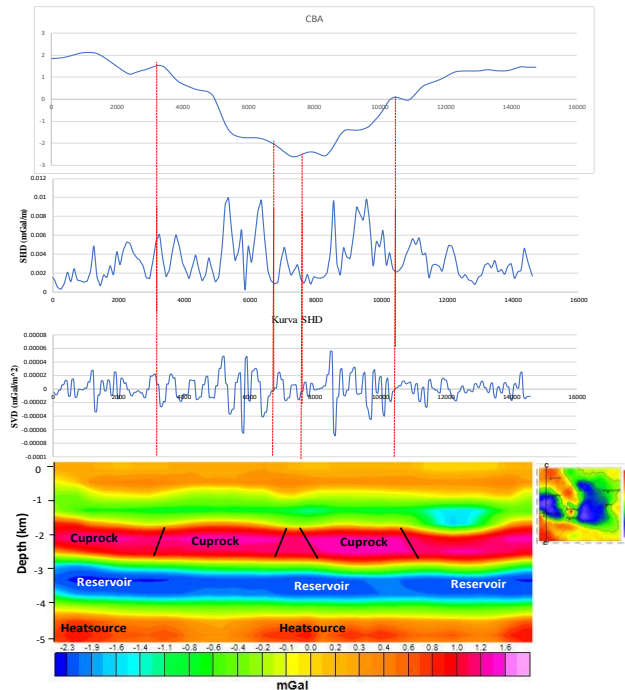 CBA
3
2
1
0
-1
-2
-3
0 2000 4000 6000 8000 10000 12000 14000 16000
SHD (mGal/m)
0.012
0.01
0.008
0.006
0.004
0.002
0
0 2000 4000 6000 8000 10000 12000 14000 16000
Kurva SHD
SVD (mGal/m^2)
0.00008
0.00006
0.00004
0.00002
0
-0.00002
-0.00004
-0.00006
-0.00008
-0.0001
0 2000 4000 6000 8000 10000 12000 14000 16000
Depth (km)
0
-1
-2
-3
-4
-5
Cuprock Cuprock Cuprock
Reservoir Reservoir Reservoir
Heatsource Heatsource
-2.3 -1.9 -1.6 -1.4 -1.1 -0.8 -0.6 -0.4 -0.2 -0.1 0.0 0.2 0.4 0.6 0.8 1.0 1.2 1.6
mGal